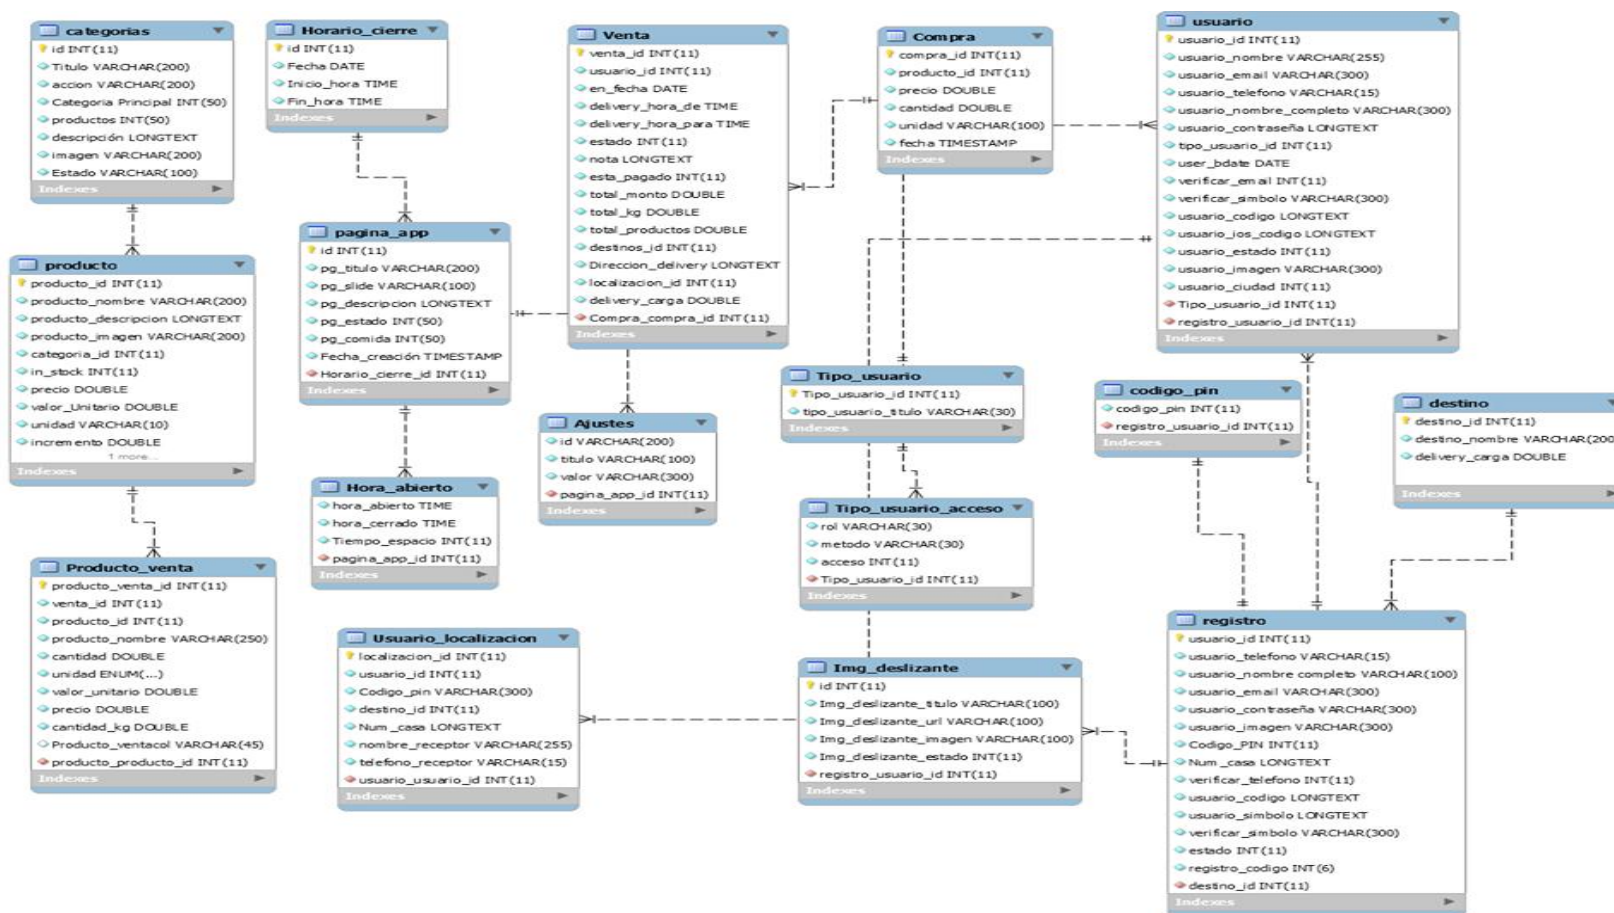 categorias
id INT(11)
Titulo VARCHAR(200)
accion VARCHAR(200)
Categoria Principal INT(50)
productos INT(50)
descripción LONGTEXT
imagen VARCHAR(200)
Estado VARCHAR(100)
Indexes
Horario_cierre
id INT(11)
Fecha DATE
Inicio_hora TIME
Fin_hora TIME
Indexes
Venta
venta_id INT(11)
usuario_id INT(11)
en_fecha DATE
delivery_hora_de TIME
delivery_hora_para TIME
estado INT(11)
nota LONGTEXT
esta_pagado INT(11)
total_monto DOUBLE
total_kg DOUBLE
total_productos DOUBLE
destinos_id INT(11)
Direccion_delivery LONGTEXT
localizacion_id INT(11)
delivery_carga DOUBLE
Compra_compra_id INT(11)
Indexes
Compra
compra_id INT(11)
producto_id INT(11)
precio DOUBLE
cantidad DOUBLE
unidad VARCHAR(100)
fecha TIMESTAMP
Indexes
usuario
usuario_id INT(11)
usuario_nombre VARCHAR(255)
usuario_email VARCHAR(300)
usuario_telefono VARCHAR(15)
usuario_nombre_completo VARCHAR(300)
usuario_contraseña LONGTEXT
tipo_usuario_id INT(11)
user_bdate DATE
verificar_email INT(11)
verificar_simbolo VARCHAR(300)
usuario_codigo LONGTEXT
usuario_ios_codigo LONGTEXT
usuario_estado INT(11)
usuario_imagen VARCHAR(300)
usuario_ciudad INT(11)
Tipo_usuario_id INT(11)
registro_usuario_id INT(11)
Indexes
producto
producto_id INT(11)
producto_nombre VARCHAR(200)
producto_descripcion LONGTEXT
producto_imagen VARCHAR(200)
categoria_id INT(11)
in_stock INT(11)
precio DOUBLE
valor_Unitario DOUBLE
unidad VARCHAR(10)
incremento DOUBLE
1 more...
Indexes
pagina_app
id INT(11)
pg_titulo VARCHAR(200)
pg_slide VARCHAR(100)
pg_descripcion LONGTEXT
pg_estado INT(50)
pg_comida INT(50)
Fecha_creación TIMESTAMP
Horario_cierre_id INT(11)
Indexes
Ajustes
id VARCHAR(200)
titulo VARCHAR(100)
valor VARCHAR(300)
pagina_app_id INT(11)
Indexes
Tipo_usuario
Tipo_usuario_id INT(11)
tipo_usuario_titulo VARCHAR(30)
Indexes
codigo_pin
codigo_pin INT(11)
registro_usuario_id INT(11)
Indexes
destino
destino_id INT(11)
destino_nombre VARCHAR(200
delivery_carga DOUBLE
Indexes
Hora_abierto
hora_abierto TIME
hora_cerrado TIME
Tiempo_espacio INT(11)
pagina_app_id INT(11)
Indexes
Tipo_usuario_acceso
rol VARCHAR(30)
metodo VARCHAR(30)
acceso INT(11)
Tipo_usuario_id INT(11)
Indexes
Producto_venta
producto_venta_id INT(11)
venta_id INT(11)
producto_id INT(11)
producto_nombre VARCHAR(250)
cantidad DOUBLE
unidad ENUM(...)
valor_unitario DOUBLE
precio DOUBLE
cantidad_kg DOUBLE
Producto_ventacol VARCHAR(45)
producto_producto_id INT(11)
Indexes
Usuario_localizacion
localizacion_id INT(11)
usuario_id INT(11)
Codigo_pin VARCHAR(300)
destino_id INT(11)
Num_casa LONGTEXT
nombre_receptor VARCHAR(255)
telefono_receptor VARCHAR(15)
usuario_usuario_id INT(11)
Indexes
Img_deslizante
id INT(11)
Img_deslizante_titulo VARCHAR(100)
Img_deslizante_url VARCHAR(100)
Img_deslizante_imagen VARCHAR(100)
Img_deslizante_estado INT(11)
registro_usuario_id INT(11)
Indexes
registro
usuario_id INT(11)
usuario_telefono VARCHAR(15)
usuario_nombre completo VARCHAR(100)
usuario_email VARCHAR(300)
usuario_contraseña VARCHAR(300)
usuario_imagen VARCHAR(300)
Codigo_PIN INT(11)
Num_casa LONGTEXT
verificar_telefono INT(11)
usuario_codigo LONGTEXT
usuario_simbolo LONGTEXT
verificar_simbolo VARCHAR(300)
estado INT(11)
registro_codigo INT(6)
destino_id INT(11)
Indexes